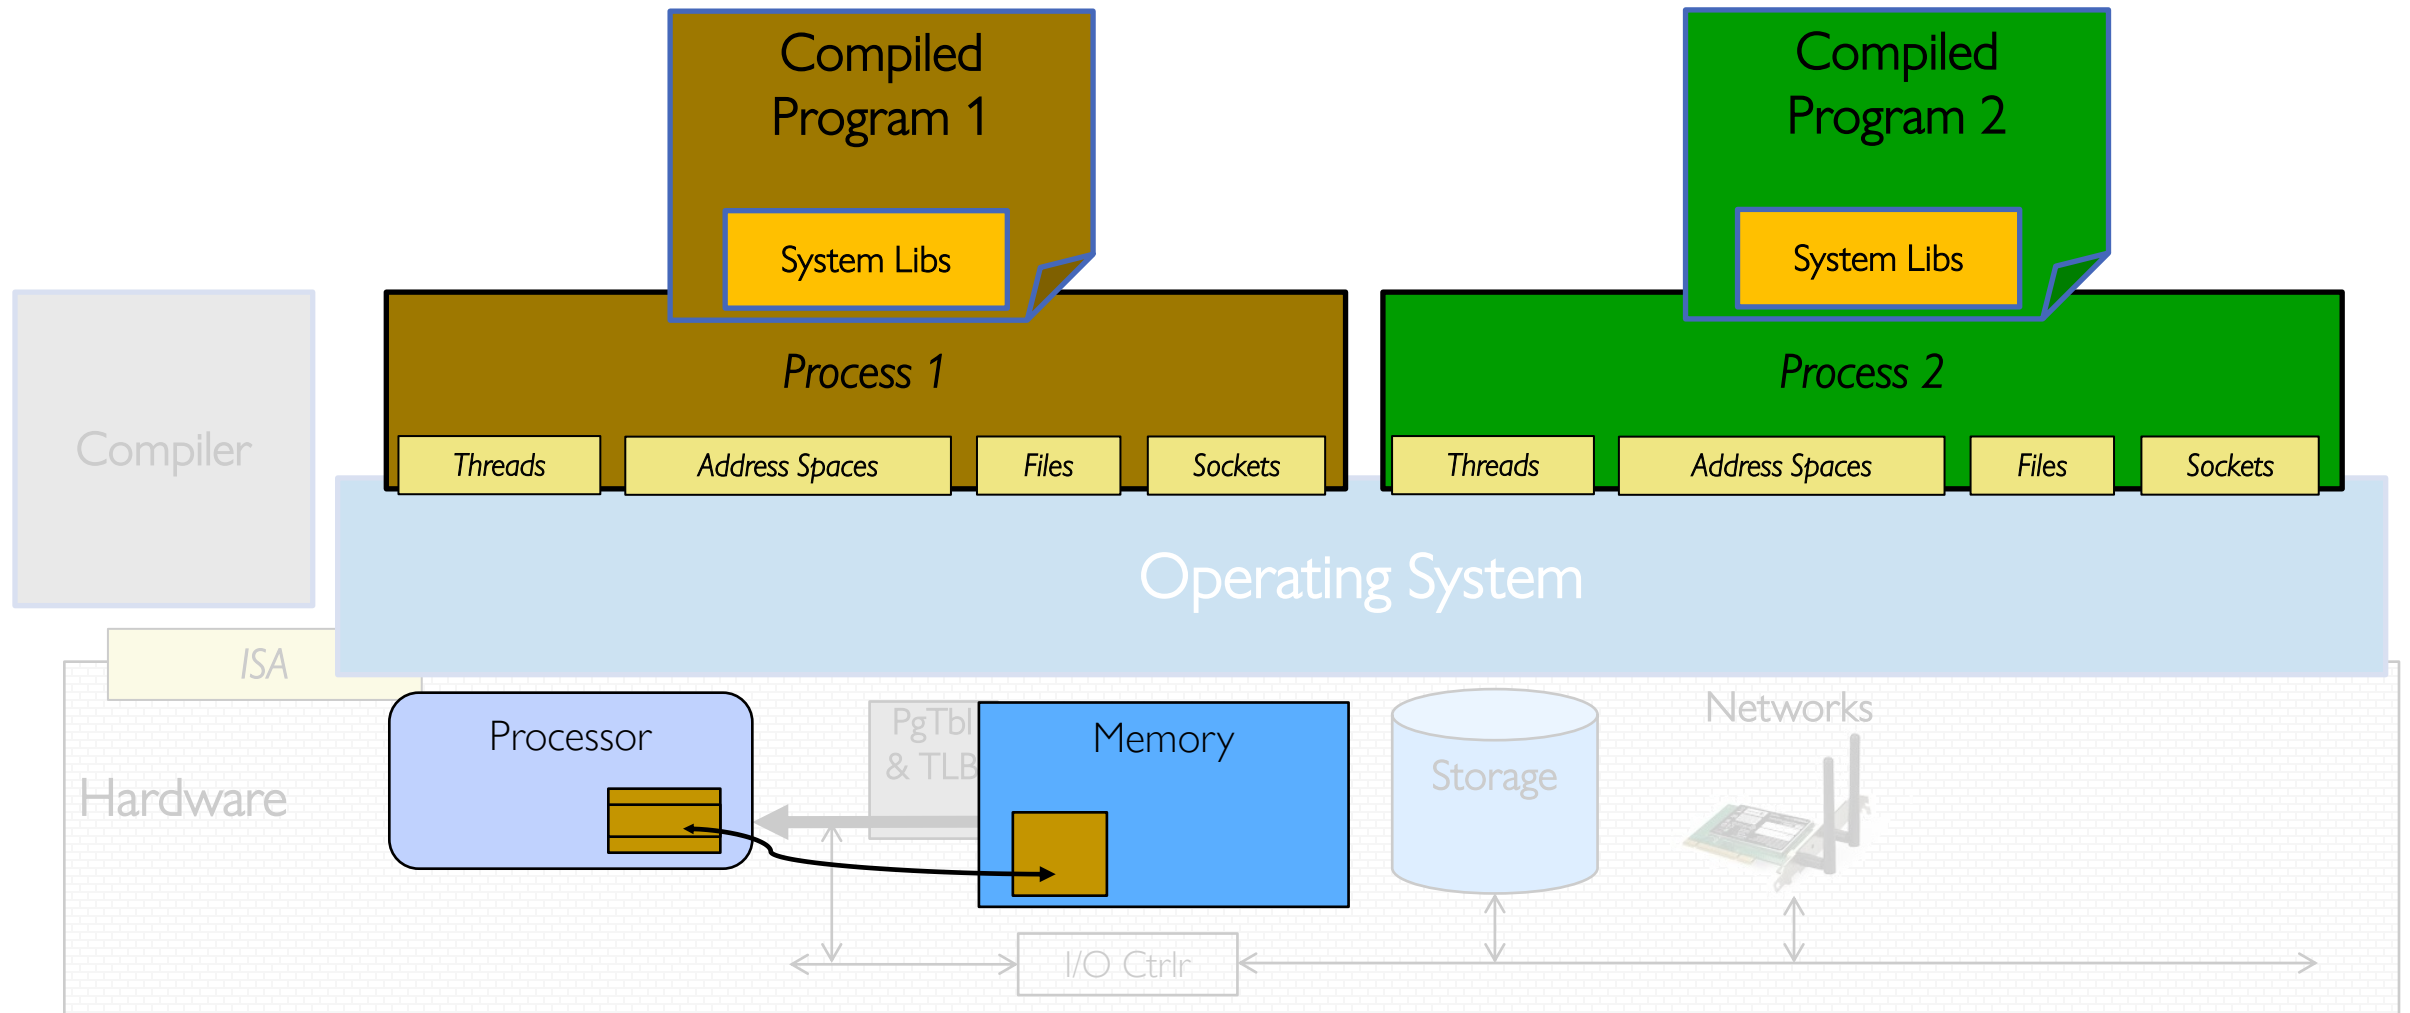 Compiled
Program 1
System Libs
Compiled
Program 2
System Libs
Process 1
Process 2
Compiler
Threads
Address Spaces
Files
Sockets
Threads
Address Spaces
Files
Sockets
Operating System
ISA
Processor
PgTbl
& TLB
Memory
Storage
Networks
Hardware
I/O Ctrlr